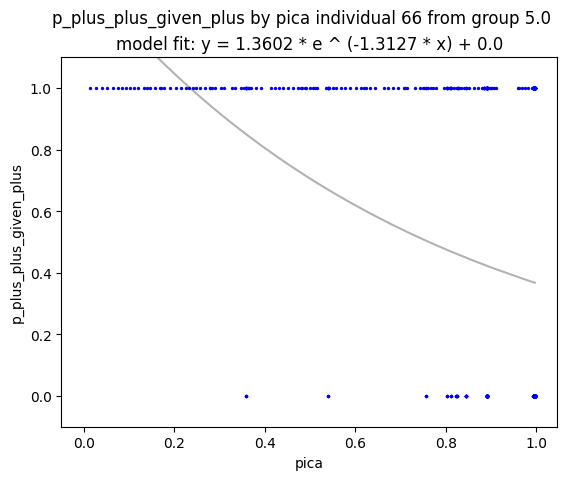 p_plus_plus_given_plus by pica individual 66 from group 5.0
model fit: y = 1.3602 * e ^ (-1.3127 * x) + 0.0
1.0
0.8
0.6
0.4
0.2
0.0
p_plus_plus_given_plus
0.0 0.2 0.4 0.6 0.8 1.0
pica